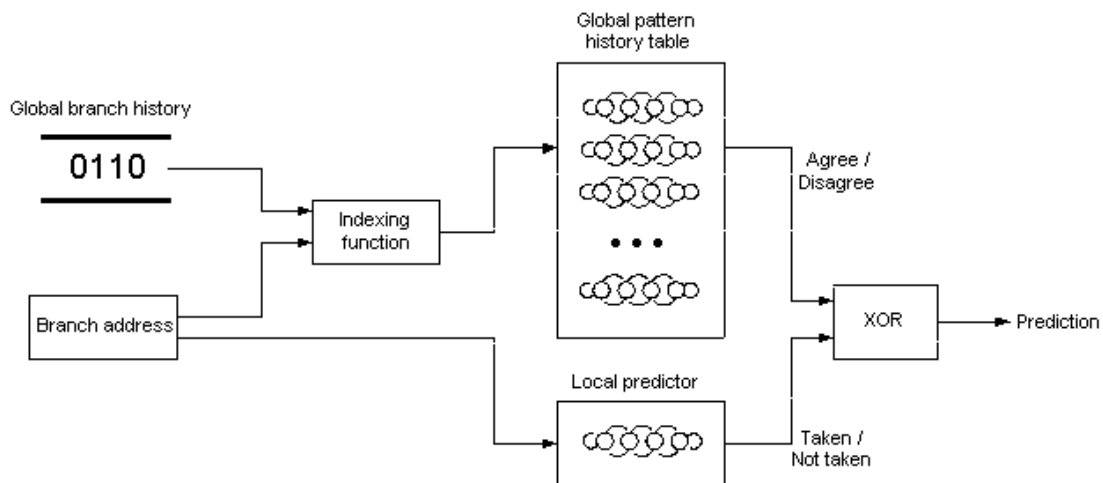 Global pattern
history table
Global branch history
0110
Agree /
Disagree
Indexing
function
Branch address
XOR
Prediction
Local predictor
Taken /
Not taken